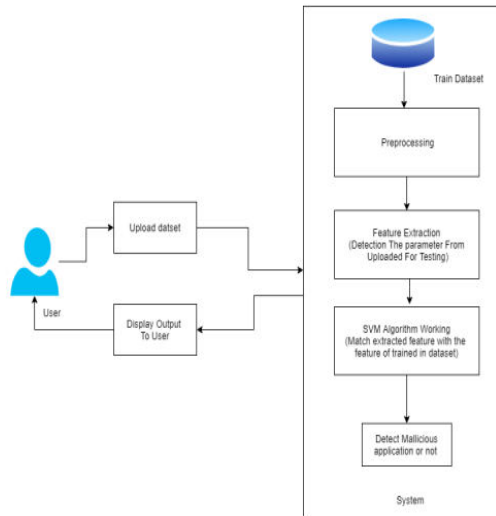 Train Dataset
Preprocessing
Upload datset
Feature Extraction
(Detection The parameter From
Uploaded For Testing)
User
Display Output
To User
SVM Algorithm Working
(Match extracted feature with the
feature of trained in dataset)
Detect Mallicious
application or not
System